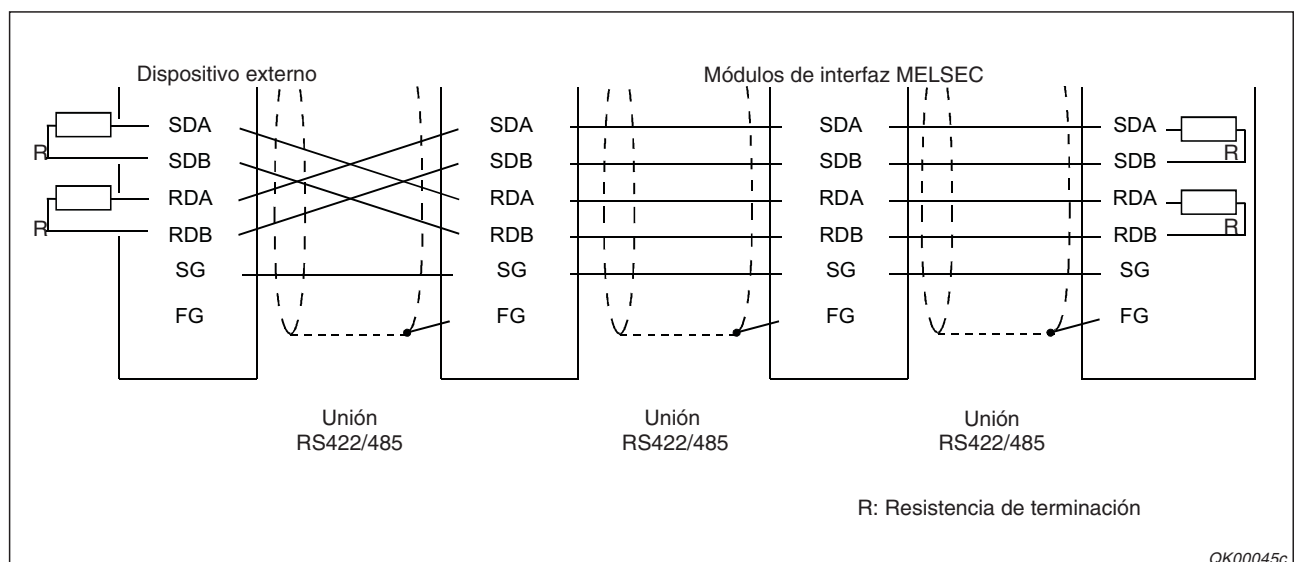 Dispositivo externo
Módulos de interfaz MELSEC
SDA SDA SDA SDA
R SDB SDB SDB SDB R
RDA RDA RDA RDA
R RDB RDB RDB RDB R
SG SG SG SG
FG FG FG FG
Unión
RS422/485
Unión
RS422/485
Unión
RS422/485
R: Resistencia de terminación
QK00045c